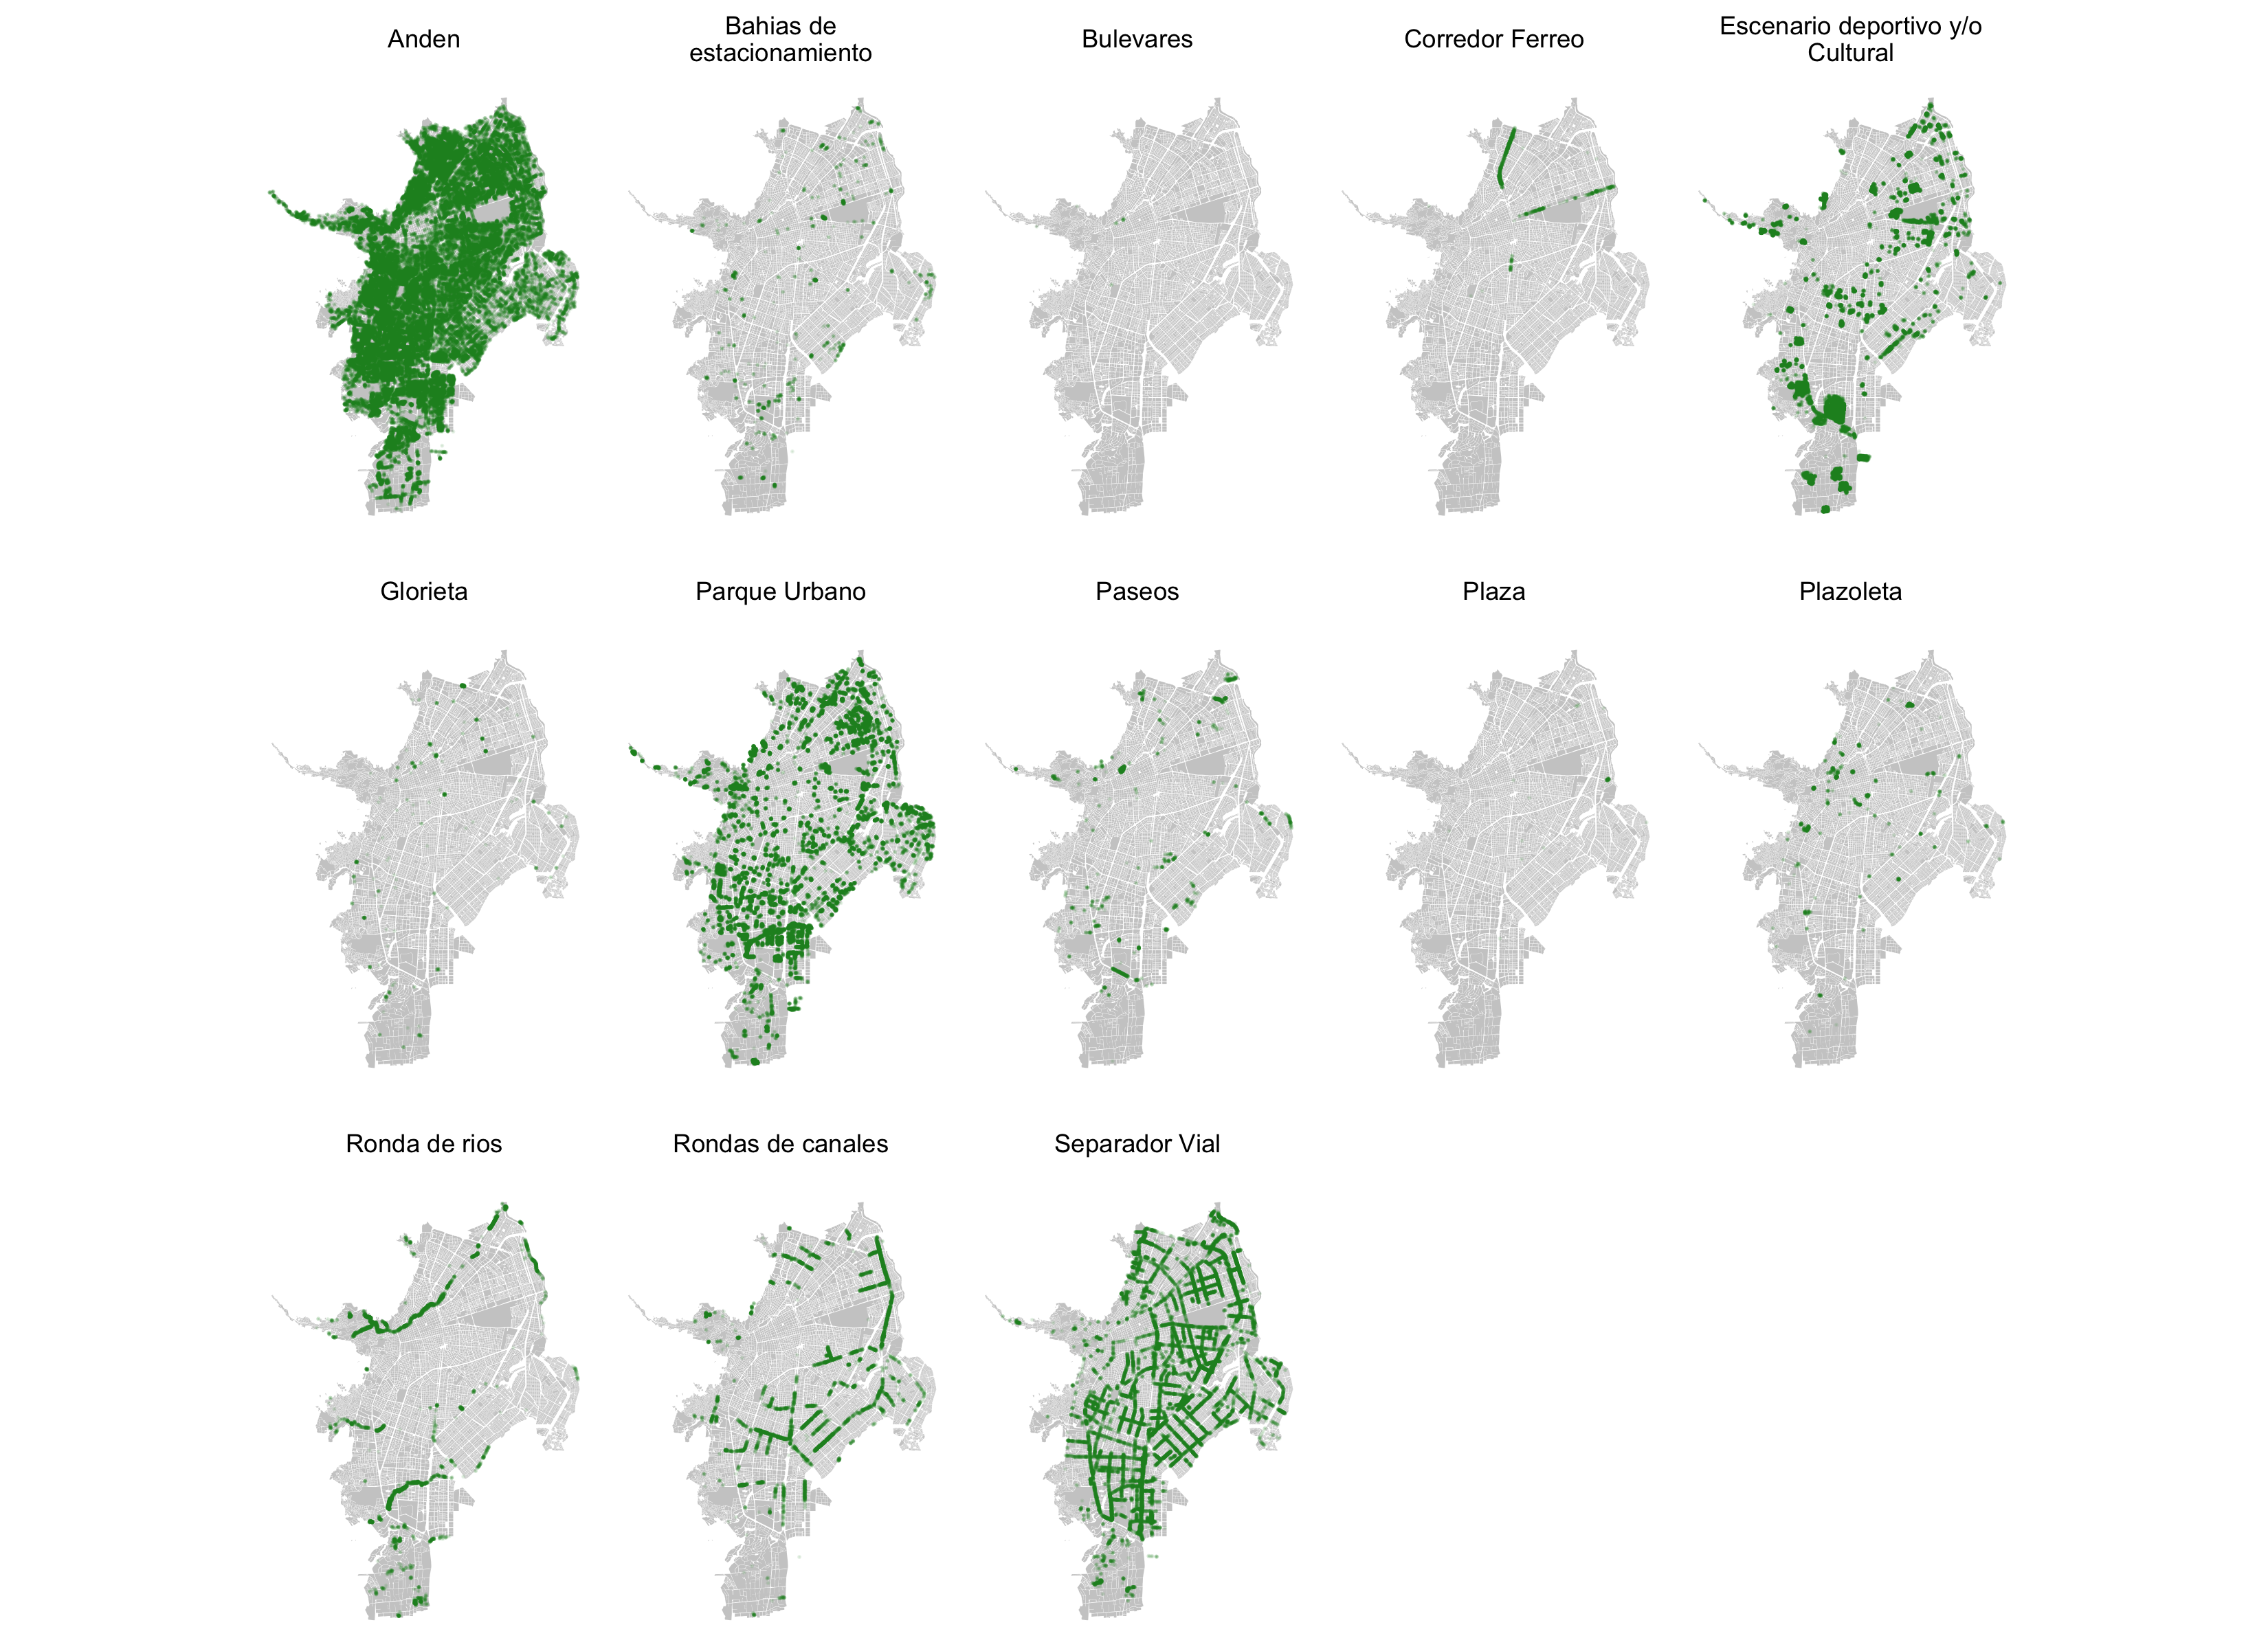 Anden
Bahias de
estacionamiento
Bulevares
Corredor Ferreo
Escenario deportivo y/o
Cultural
Glorieta
Parque Urbano
Paseos
Plaza
Plazoleta
Ronda de rios
Rondas de canales
Separador Vial